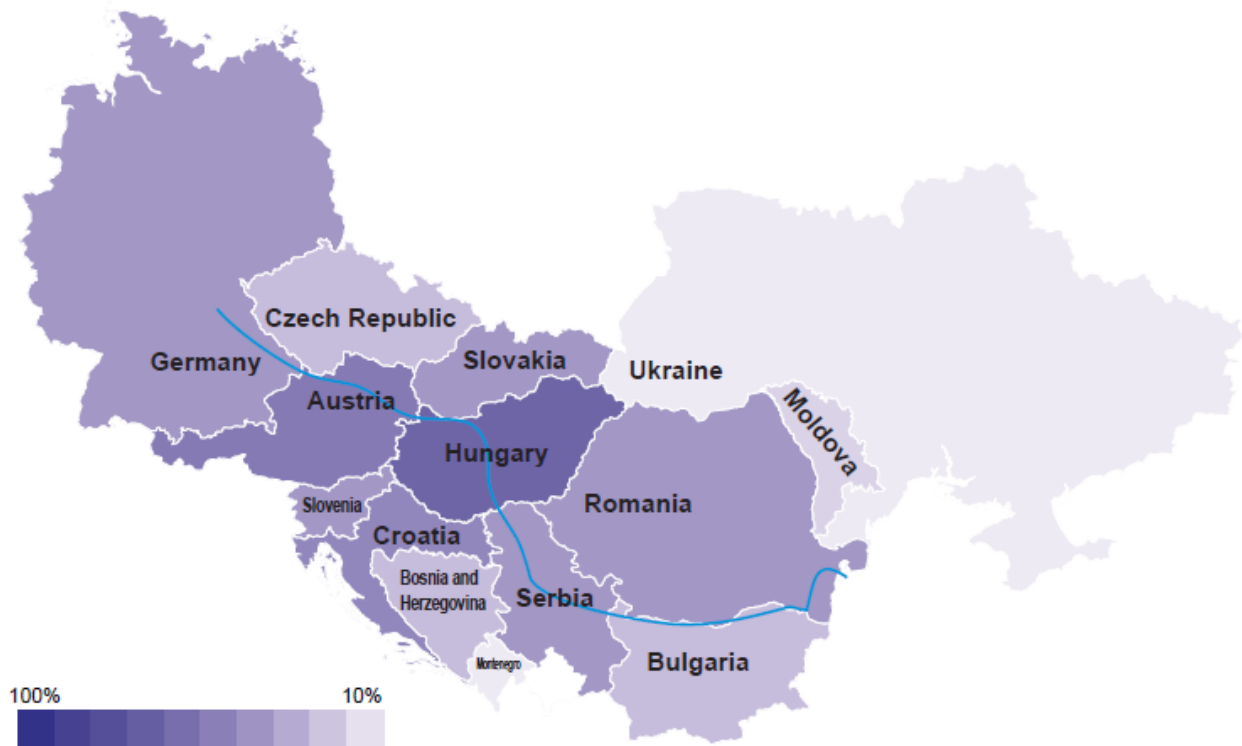 Czech Republic
Germany
Slovakia
Ukraine
Austria
Moldova
Hungary
Slovenia
Romania
Croatia
Bosnia and
Herzegovina
Serbia
Montenegro
Bulgaria
100%
10%